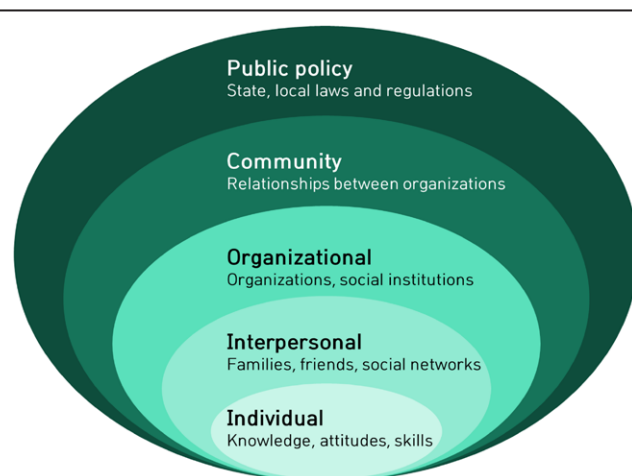 Public policy
State, local laws and regulations
Community
Relationships between organizations
Organizational
Organizations, social institutions
Interpersonal
Families, friends, social networks
Individual
Knowledge, attitudes, skills